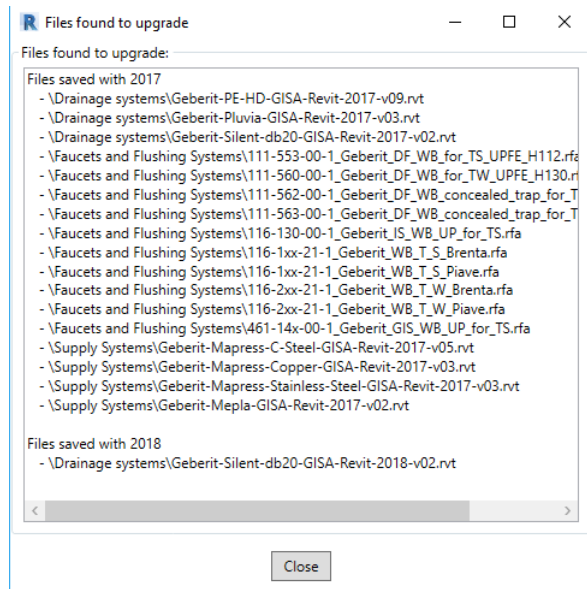 Files found to upgrade
Files found to upgrade:
Files saved with 2017
- \Drainage systems\Geberit-PE-HD-GISA-Revit-2017-v09.rvt
- \Drainage systems\Geberit-Pluvia-GISA-Revit-2017-v03.rvt
- \Drainage systems\Geberit-Silent-db20-GISA-Revit-2017-v02.rvt
- \Faucets and Flushing Systems\111-553-00-1_Geberit_DF_WB_for_TS_UPFE_H112.rfa
- \Faucets and Flushing Systems\111-560-00-1_Geberit_DF_WB_for_TW_UPFE_H130.rf
- \Faucets and Flushing Systems\111-562-00-1_Geberit_DF_WB_concealed_trap_for_T
- \Faucets and Flushing Systems\111-563-00-1_Geberit_DF_WB_concealed_trap_for_T
- \Faucets and Flushing Systems\116-130-00-1_Geberit_IS_WB_UP_for_TS.rfa
- \Faucets and Flushing Systems\116-1xx-21-1_Geberit_WB_T_S_Brenta.rfa
- \Faucets and Flushing Systems\116-1xx-21-1_Geberit_WB_T_S_Piave.rfa
- \Faucets and Flushing Systems\116-2xx-21-1_Geberit_WB_T_W_Brenta.rfa
- \Faucets and Flushing Systems\116-2xx-21-1_Geberit_WB_T_W_Piave.rfa
- \Faucets and Flushing Systems\461-14x-00-1_Geberit_GIS_WB_UP_for_TS.rfa
- \Supply Systems\Geberit-Mapress-C-Steel-GISA-Revit-2017-v05.rvt
- \Supply Systems\Geberit-Mapress-Copper-GISA-Revit-2017-v03.rvt
- \Supply Systems\Geberit-Mapress-Stainless-Steel-GISA-Revit-2017-v03.rvt
- \Supply Systems\Geberit-Mepla-GISA-Revit-2017-v02.rvt
Files saved with 2018
- \Drainage systems\Geberit-Silent-db20-GISA-Revit-2018-v02.rvt
Close